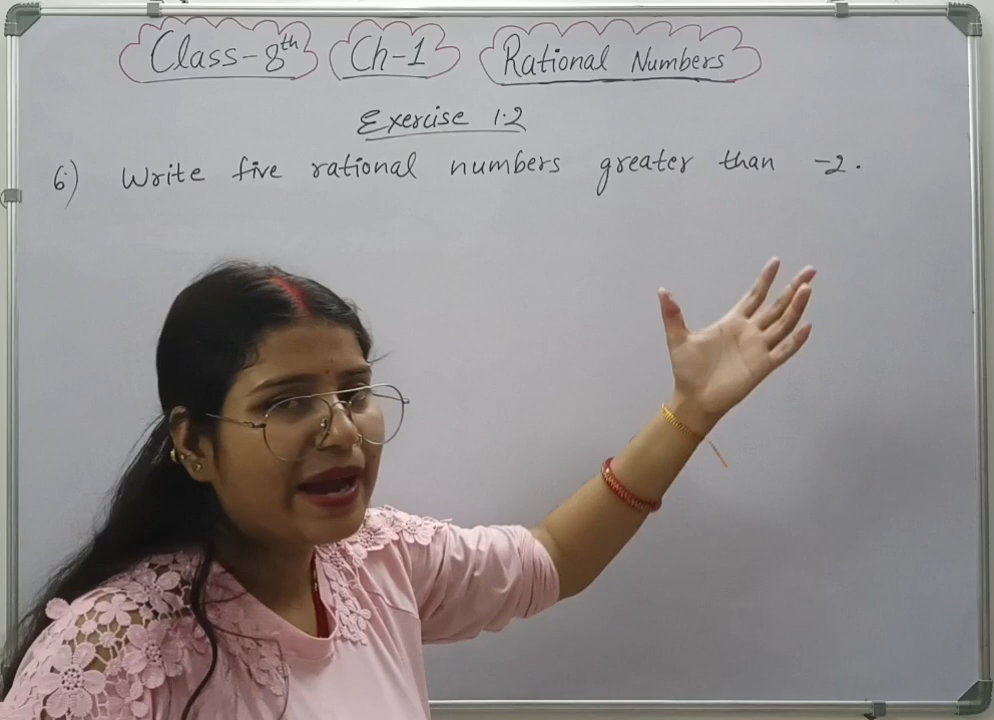 Class-8th Ch-1 Rational Numbers
Exercise 1.2
6) Write five rational numbers greater than -2.